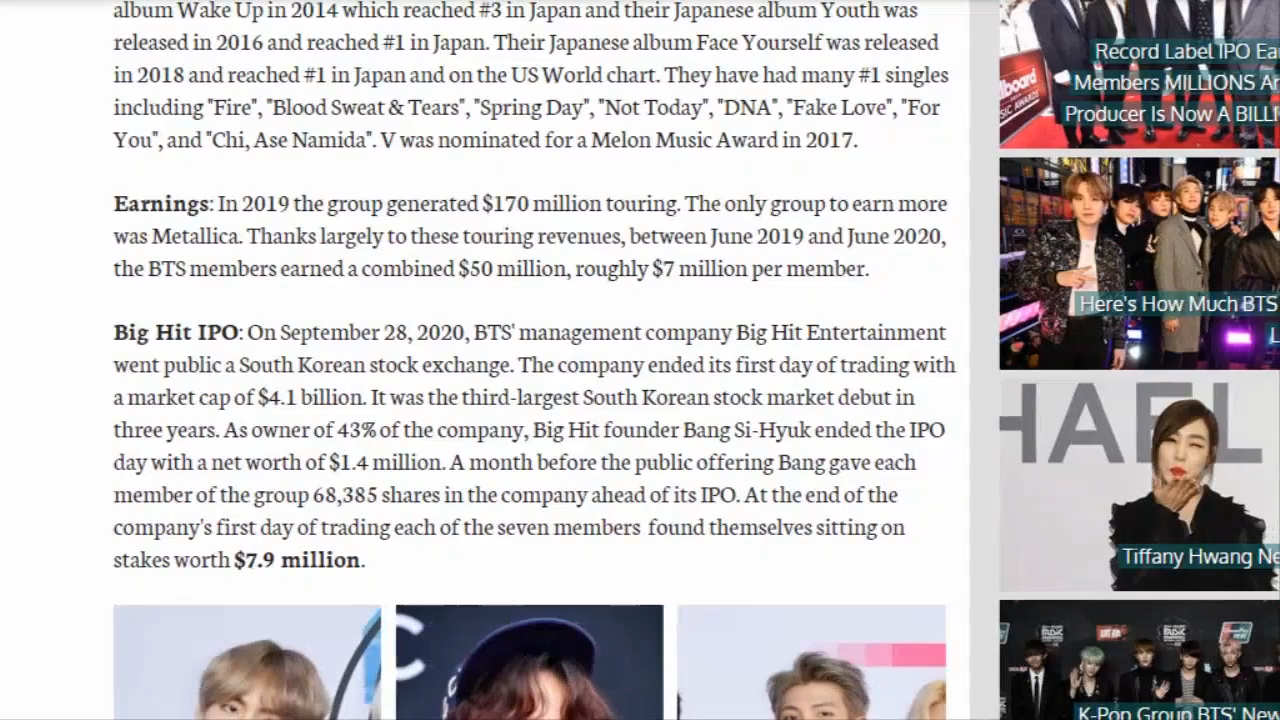 album Wake Up in 2014 which reached #3 in Japan and their Japanese album Youth was
released in 2016 and reached #1 in Japan. Their Japanese album Face Yourself was released
in 2018 and reached #1 in Japan and on the US World chart. They have had many #1 singles
including "Fire", "Blood Sweat & Tears", "Spring Day", "Not Today", "DNA", "Fake Love", "For
You", and "Chi, Ase Namida". V was nominated for a Melon Music Award in 2017.
Earnings: In 2019 the group generated $170 million touring. The only group to earn more
was Metallica. Thanks largely to these touring revenues, between June 2019 and June 2020,
the BTS members earned a combined $50 million, roughly $7 million per member.
Big Hit IPO: On September 28, 2020, BTS' management company Big Hit Entertainment
went public a South Korean stock exchange. The company ended its first day of trading with
a market cap of $4.1 billion. It was the third-largest South Korean stock market debut in
three years. As owner of 43% of the company, Big Hit founder Bang Si-Hyuk ended the IPO
day with a net worth of $1.4 million. A month before the public offering Bang gave each
member of the group 68,385 shares in the company ahead of its IPO. At the end of the
company's first day of trading each of the seven members found themselves sitting on
stakes worth $7.9 million.
Record Label IPO Ea
Members MILLIONS An
Producer Is Now A BILLI
Here's How Much BTS
L
HAEL
Tiffany Hwang Ne
K-Pop Group BTS' New